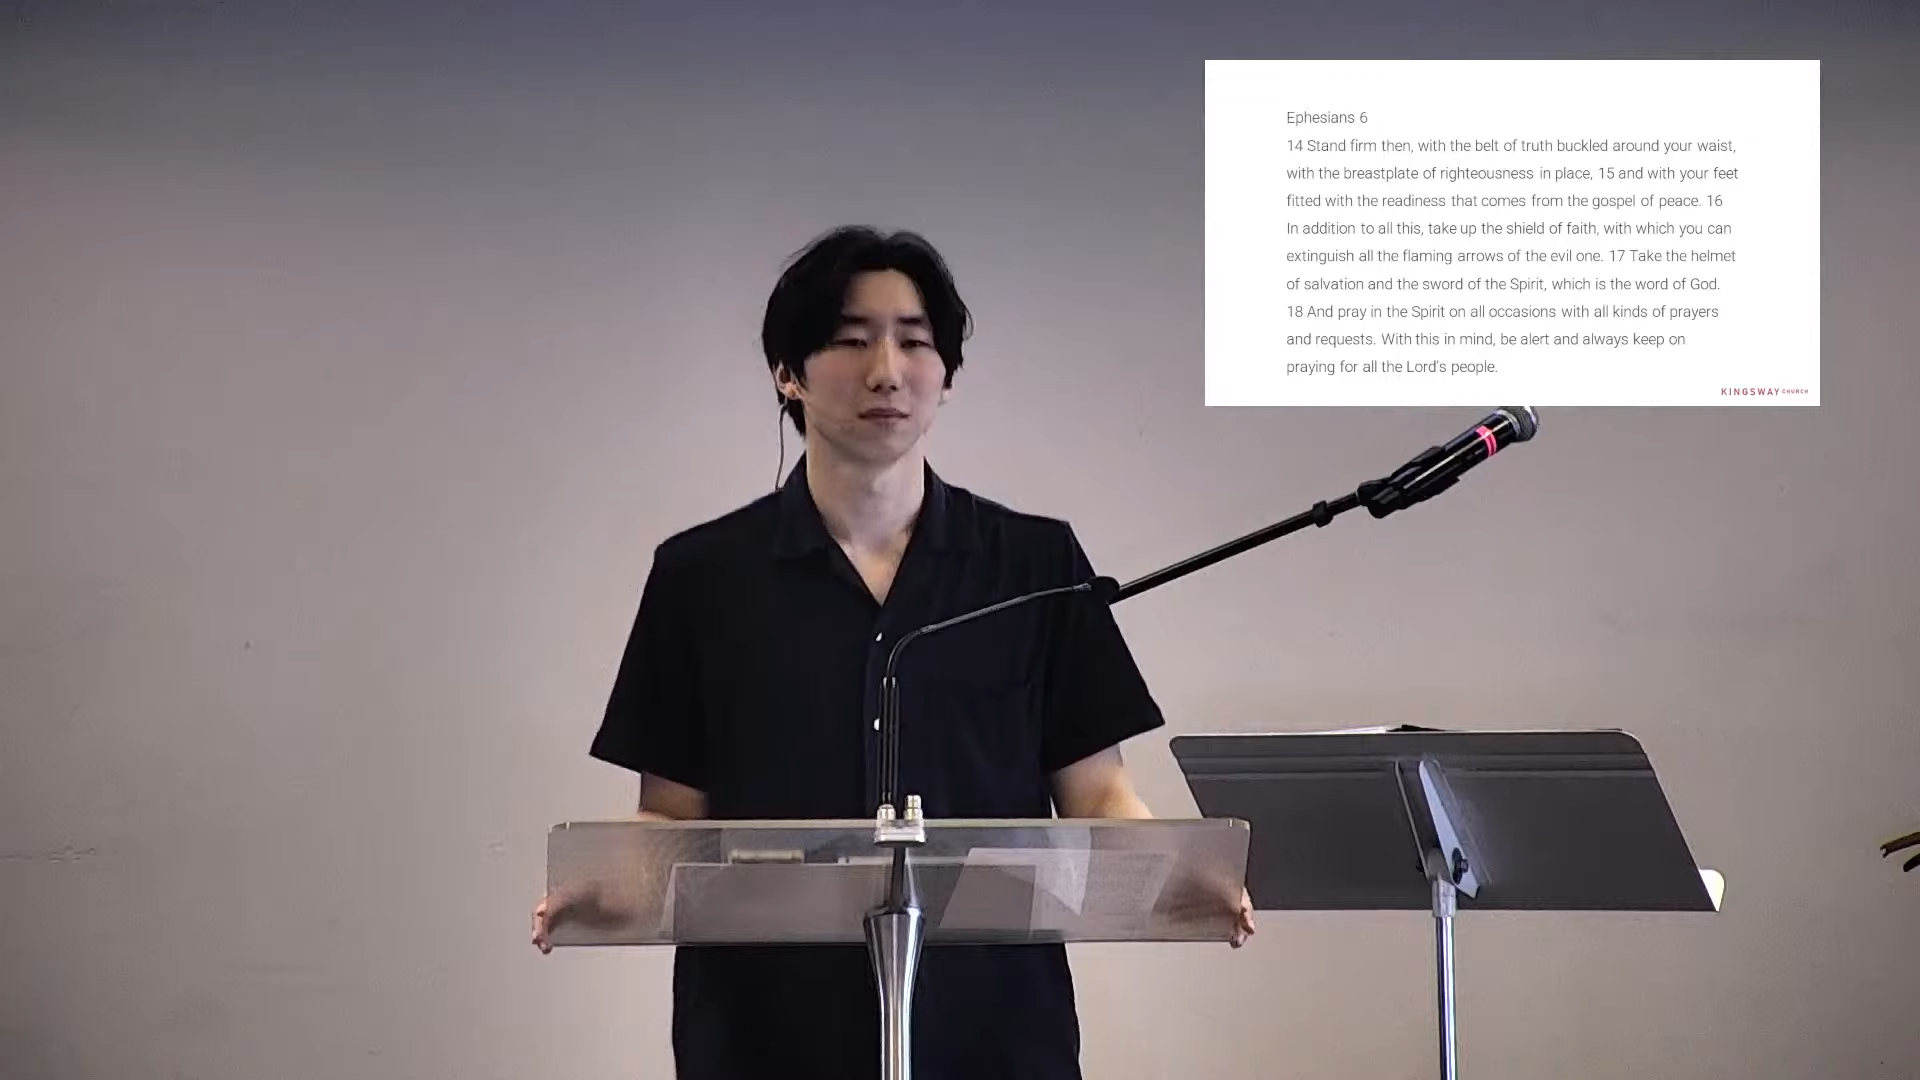 Ephesians 6
14 Stand firm then, with the belt of truth buckled around your waist,
with the breastplate of righteousness in place, 15 and with your feet
fitted with the readiness that comes from the gospel of peace. 16
In addition to all this, take up the shield of faith, with which you can
extinguish all the flaming arrows of the evil one. 17 Take the helmet
of salvation and the sword of the Spirit, which is the word of God.
18 And pray in the Spirit on all occasions with all kinds of prayers
and requests. With this in mind, be alert and always keep on
praying for all the Lord's people.
KINGSWAY CHURCH